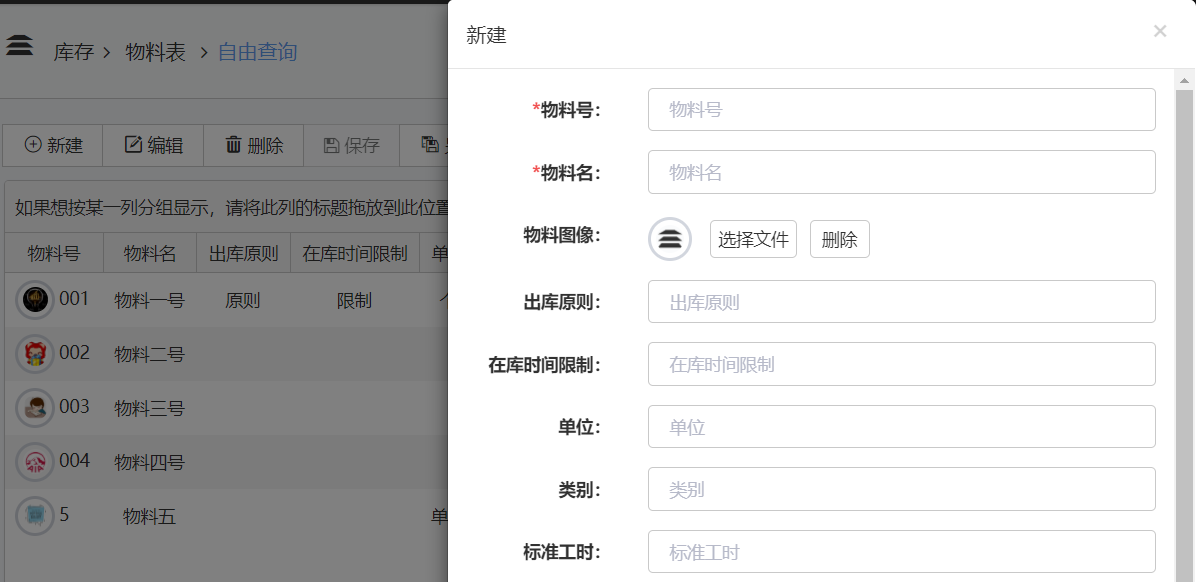 库存 > 物料表 > 自由查询
新建 编辑 删除 保存
如果想按某一列分组显示，请将此列的标题拖放到此位置
物料号 物料名 出库原则 在库时间限制 单
001 物料一号 原则 限制
002 物料二号
003 物料三号
004 物料四号
5 物料五 单
新建 ×
*物料号： 物料号
*物料名： 物料名
物料图像： 选择文件 删除
出库原则： 出库原则
在库时间限制： 在库时间限制
单位： 单位
类别： 类别
标准工时： 标准工时